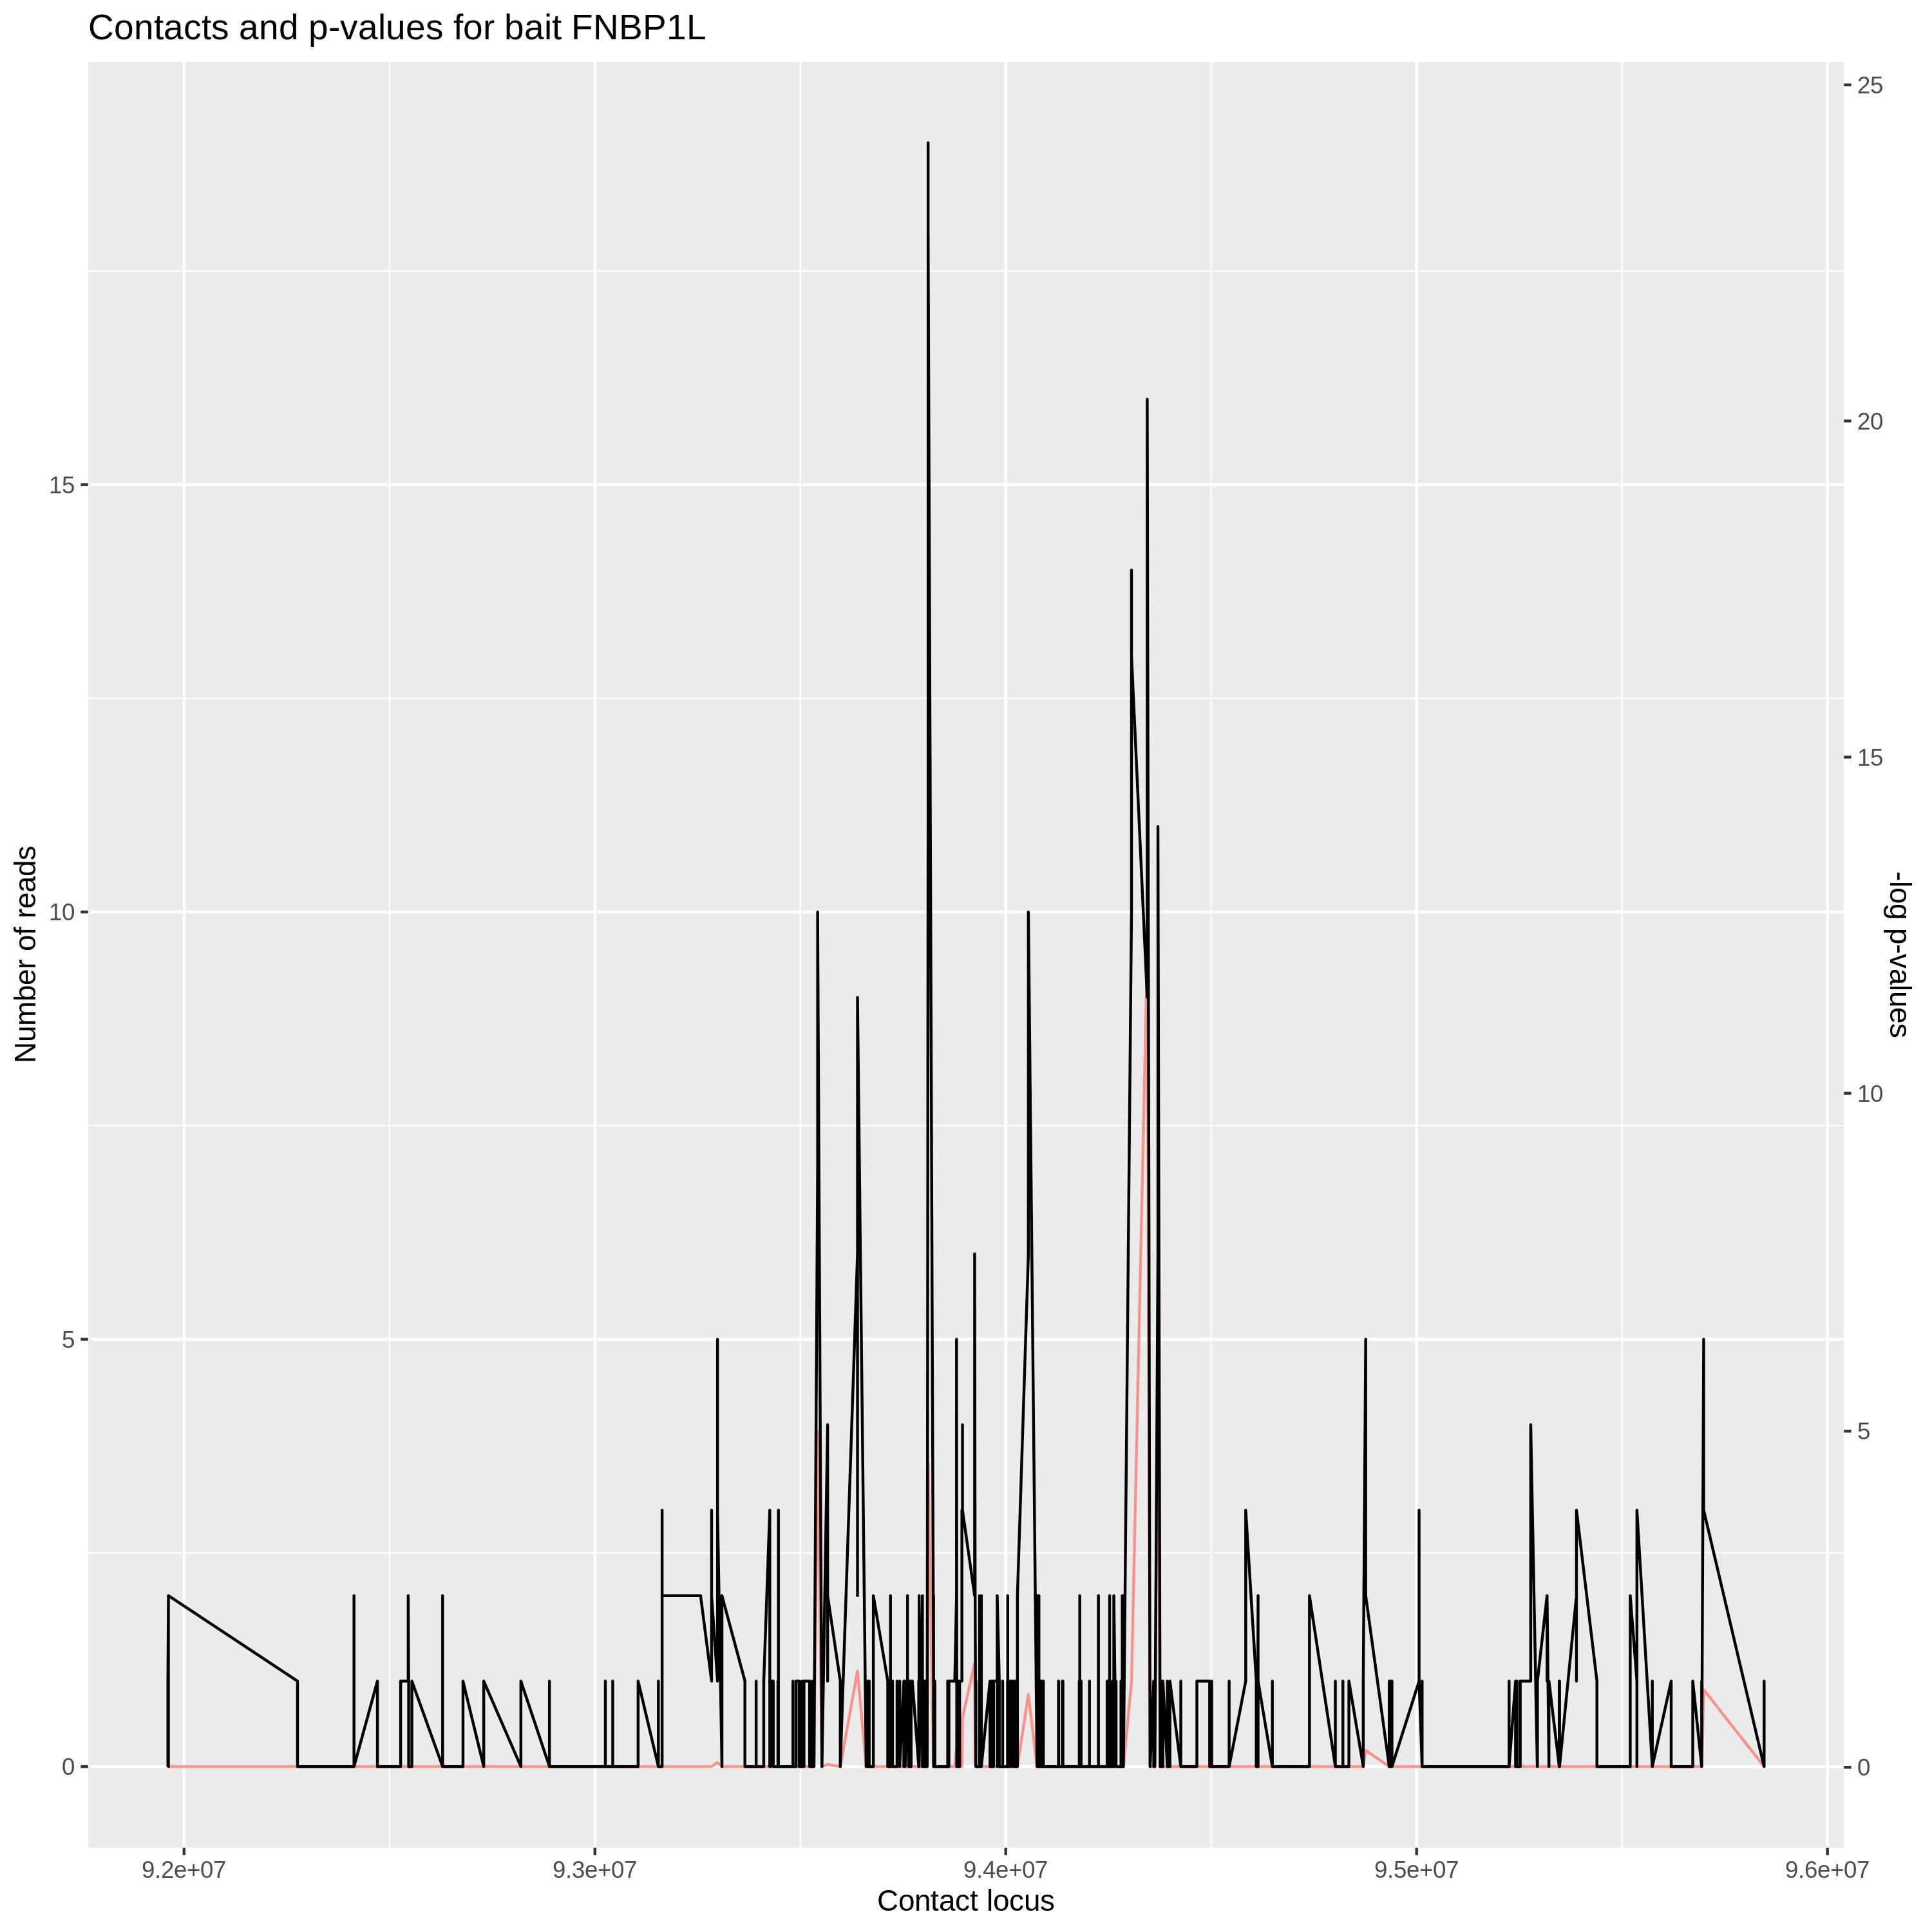 Contacts and p-values for bait FNBP1L
25
20
15
15
Number of reads
10
-log p-values
10
5
5
0
0
9.2e+07 9.3e+07 9.4e+07 9.5e+07 9.6e+07
Contact locus